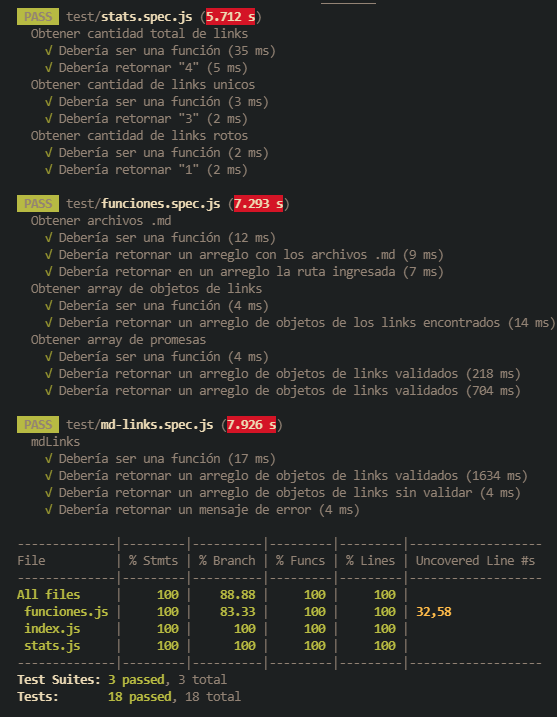 PASS test/stats.spec.js (5.712 s)
Obtener cantidad total de links
√ Debería ser una función (35 ms)
√ Debería retornar "4" (5 ms)
Obtener cantidad de links unicos
√ Debería ser una función (3 ms)
√ Debería retornar "3" (2 ms)
Obtener cantidad de links rotos
√ Debería ser una función (2 ms)
√ Debería retornar "1" (2 ms)
PASS test/funciones.spec.js (7.293 s)
Obtener archivos .md
√ Debería ser una función (12 ms)
√ Debería retornar un arreglo con los archivos .md (9 ms)
√ Debería retornar en un arreglo la ruta ingresada (7 ms)
Obtener array de objetos de links
√ Debería ser una función (4 ms)
√ Debería retornar un arreglo de objetos de los links encontrados (14 ms)
Obtener array de promesas
√ Debería ser una función (4 ms)
√ Debería retornar un arreglo de objetos de links validados (218 ms)
√ Debería retornar un arreglo de objetos de links validados (704 ms)
PASS test/md-links.spec.js (7.926 s)
mdLinks
√ Debería ser una función (17 ms)
√ Debería retornar un arreglo de objetos de links validados (1634 ms)
√ Debería retornar un arreglo de objetos de links sin validar (4 ms)
√ Debería retornar un mensaje de error (4 ms)
--------------|---------|----------|---------|---------|-------------------
File          | % Stmts | % Branch | % Funcs | % Lines | Uncovered Line #s
--------------|---------|----------|---------|---------|-------------------
All files     |     100 |    88.88 |     100 |     100 |
funciones.js |     100 |    83.33 |     100 |     100 | 32,58
index.js     |     100 |      100 |     100 |     100 |
stats.js     |     100 |      100 |     100 |     100 |
--------------|---------|----------|---------|---------|-------------------
Test Suites: 3 passed, 3 total
Tests:       18 passed, 18 total